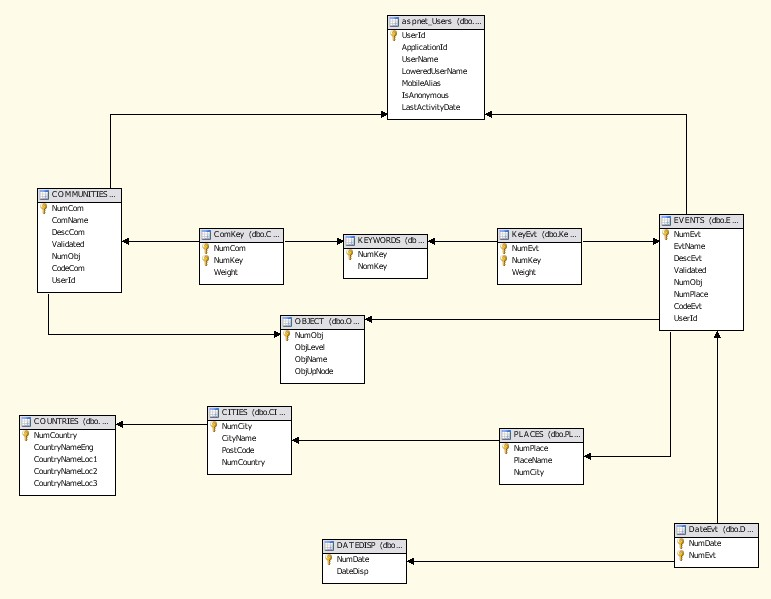 aspnet_Users (dbo....
UserId
ApplicationId
UserName
LoweredUserName
MobileAlias
IsAnonymous
LastActivityDate
COMMUNITIES...
NumCom
ComName
DescCom
Validated
NumObj
CodeCom
UserId
ComKey (dbo.C...
NumCom
NumKey
Weight
KEYWORDS (db...
NumKey
NomKey
KeyEvt (dbo.Ke...
NumEvt
NumKey
Weight
EVENTS (dbo.E...
NumEvt
EvtName
DescEvt
Validated
NumObj
NumPlace
CodeEvt
UserId
OBJECT (dbo.O...
NumObj
ObjLevel
ObjName
ObjUpNode
COUNTRIES (dbo....
NumCountry
CountryNameEng
CountryNameLoc1
CountryNameLoc2
CountryNameLoc3
CITIES (dbo.CI...
NumCity
CityName
PostCode
NumCountry
PLACES (dbo.PL...
NumPlace
PlaceName
NumCity
DATEDISP (dbo...
NumDate
DateDisp
DateEvt (dbo.D...
NumDate
NumEvt